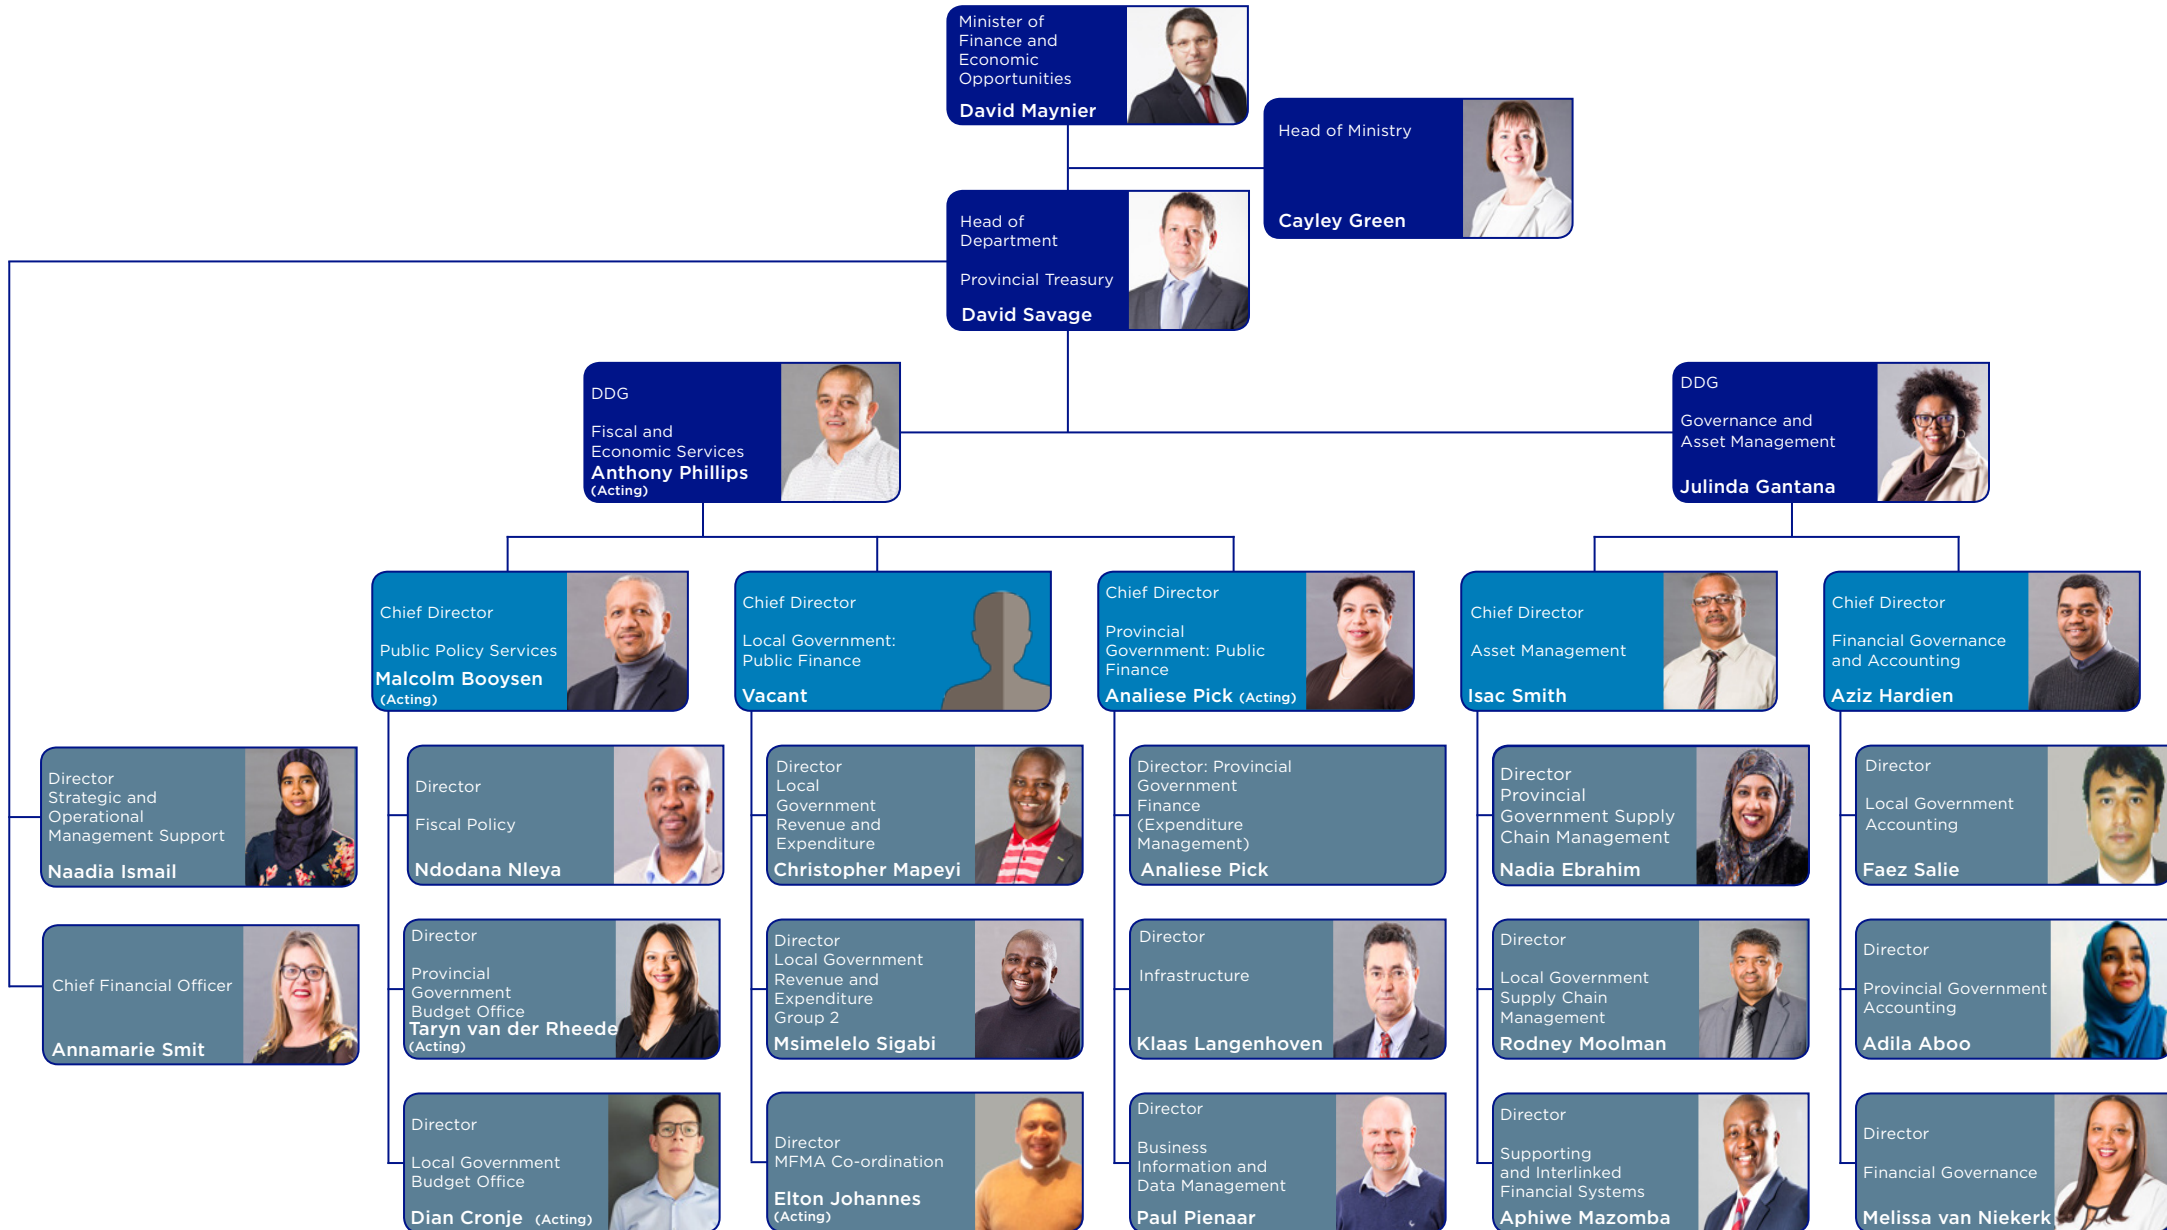 Minister of
Finance and
Economic
Opportunities
David Maynier
Head of Ministry
Cayley Green
Head of
Department
Provincial Treasury
David Savage
DDG
Fiscal and
Economic Services
Anthony Phillips
(Acting)
DDG
Governance and
Asset Management
Julinda Gantana
Chief Director
Public Policy Services
Malcolm Booysen
(Acting)
Chief Director
Local Government:
Public Finance
Vacant
Chief Director
Provincial
Government: Public
Finance
Analiese Pick (Acting)
Chief Director
Asset Management
Isac Smith
Chief Director
Financial Governance
and Accounting
Aziz Hardien
Director
Strategic and
Operational
Management Support
Naadia Ismail
Director
Fiscal Policy
Ndodana Nleya
Director
Local
Government
Revenue and
Expenditure
Christopher Mapeyi
Director: Provincial
Government
Finance
(Expenditure
Management)
Analiese Pick
Director
Provincial
Government Supply
Chain Management
Nadia Ebrahim
Director
Local Government
Accounting
Faez Salie
Chief Financial Officer
Annamarie Smit
Director
Provincial
Government
Budget Office
Taryn van der Rheede
(Acting)
Director
Local Government
Revenue and
Expenditure
Group 2
Msimelelo Sigabi
Director
Infrastructure
Klaas Langenhoven
Director
Local Government
Supply Chain
Management
Rodney Moolman
Director
Provincial Government
Accounting
Adila Aboo
Director
Local Government
Budget Office
Dian Cronje (Acting)
Director
MFMA Co-ordination
Elton Johannes
(Acting)
Director
Business
Information and
Data Management
Paul Pienaar
Director
Supporting
and Interlinked
Financial Systems
Aphiwe Mazomba
Director
Financial Governance
Melissa van Niekerk